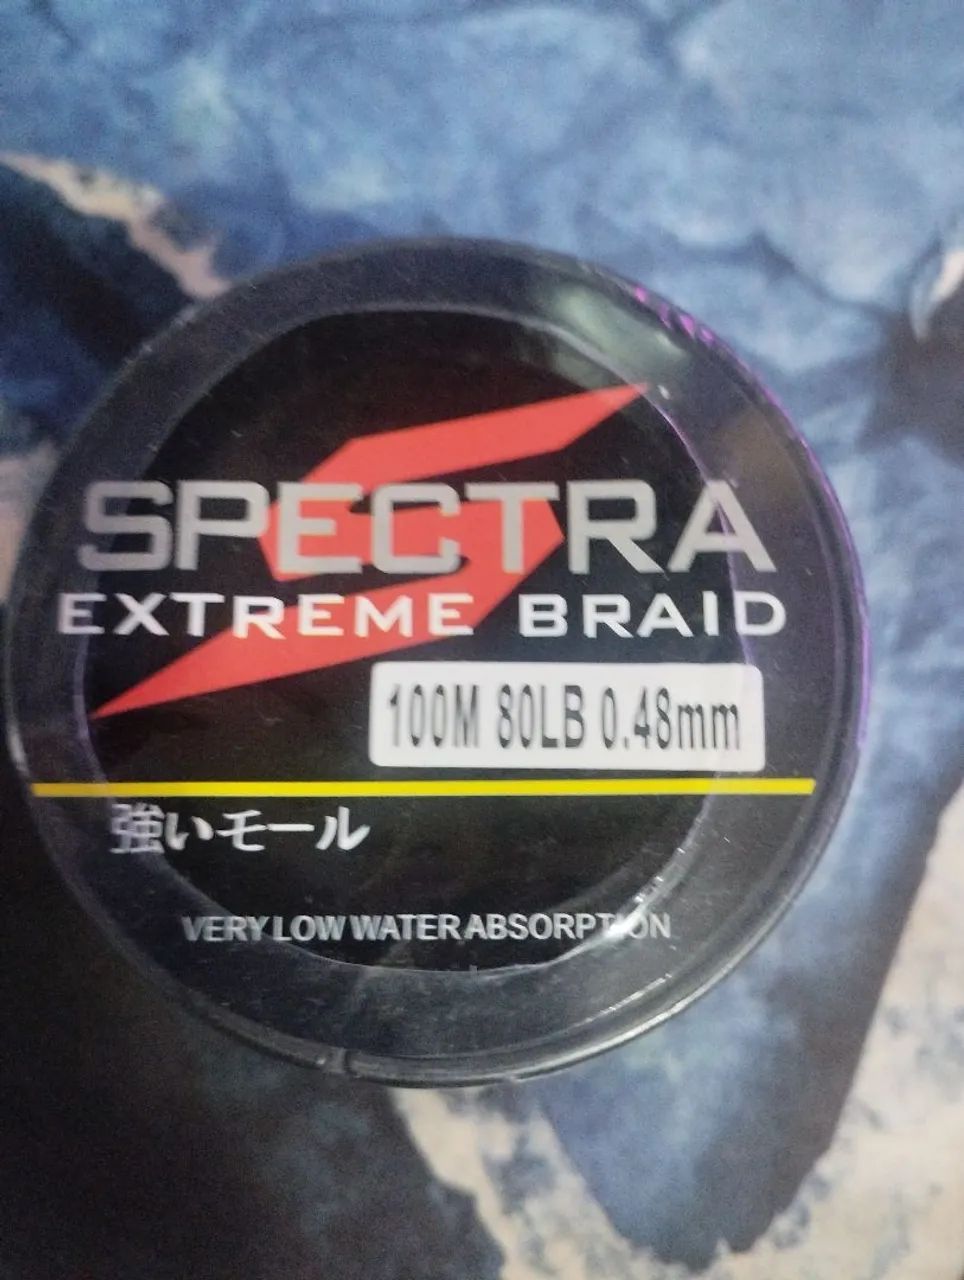 SPECTRA
EXTREME BRAID
100M 80LB 0.48mm
強いモール
VERY LOW WATER ABSORPTION